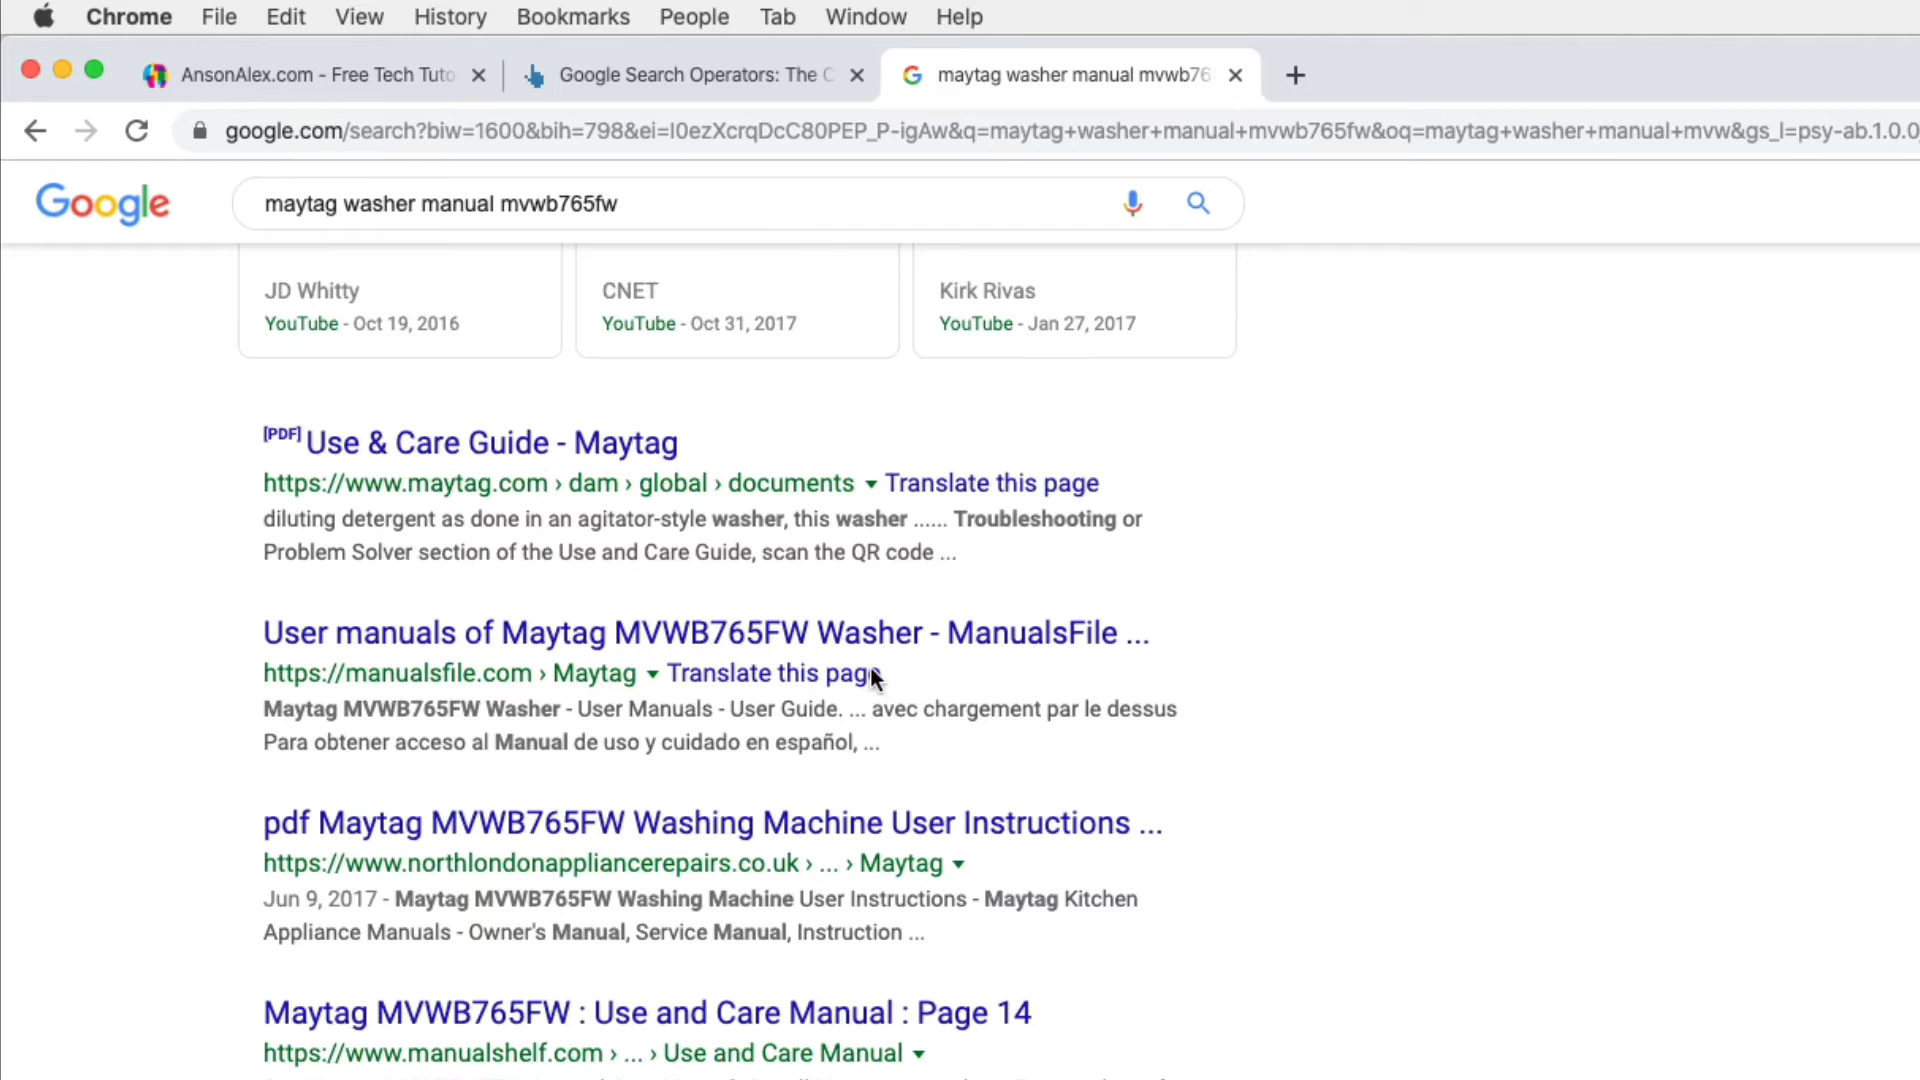 Chrome File Edit View History Bookmarks People Tab Window Help
AnsonAlex.com - Free Tech Tuto
Google Search Operators: The C
maytag washer manual mvwb76
google.com/search?biw=1600&bih=798&ei=I0ezXcrqDcC80PEP_P-igAw&q=maytag+washer+manual+mvwb765fw&oq=maytag+washer+manual+mvw&gs_l=psy-ab.1.0.0
Google
maytag washer manual mvwb765fw
JD Whitty
YouTube - Oct 19, 2016
CNET
YouTube - Oct 31, 2017
Kirk Rivas
YouTube - Jan 27, 2017
[PDF] Use & Care Guide - Maytag
https://www.maytag.com › dam › global › documents ▾ Translate this page
diluting detergent as done in an agitator-style washer, this washer ...... Troubleshooting or
Problem Solver section of the Use and Care Guide, scan the QR code ...
User manuals of Maytag MVWB765FW Washer - ManualsFile ...
https://manualsfile.com › Maytag ▾ Translate this page
Maytag MVWB765FW Washer - User Manuals - User Guide. ... avec chargement par le dessus
Para obtener acceso al Manual de uso y cuidado en español, ...
pdf Maytag MVWB765FW Washing Machine User Instructions ...
https://www.northlondonappliancerepairs.co.uk › ... › Maytag ▾
Jun 9, 2017 - Maytag MVWB765FW Washing Machine User Instructions - Maytag Kitchen
Appliance Manuals - Owner's Manual, Service Manual, Instruction ...
Maytag MVWB765FW : Use and Care Manual : Page 14
https://www.manualshelf.com › ... › Use and Care Manual ▾